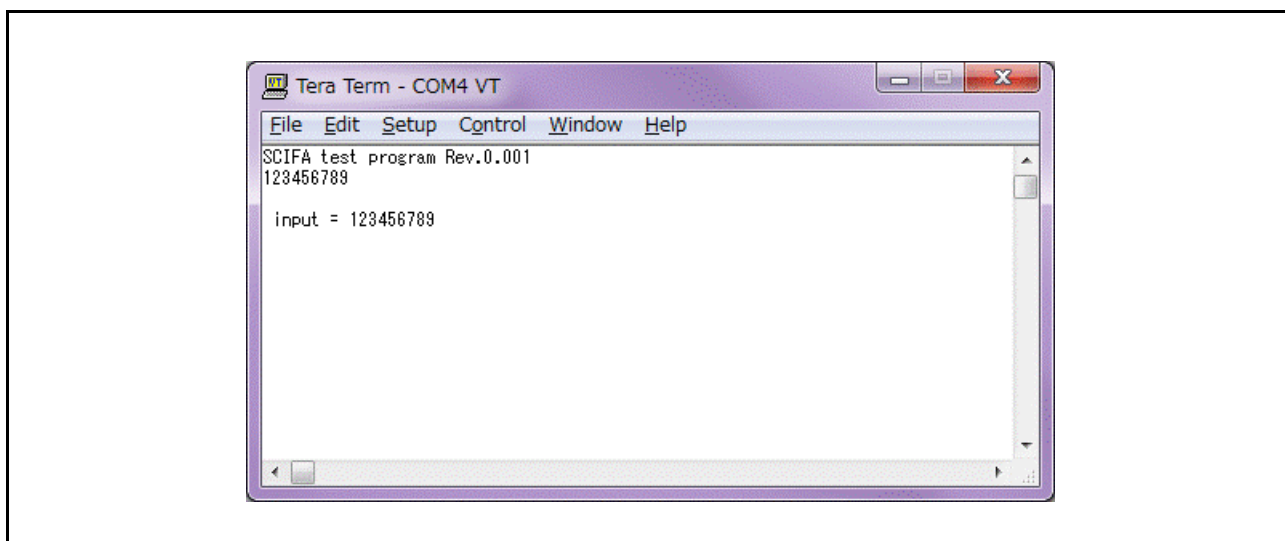 Tera Term - COM4 VT
File Edit Setup Control Window Help
SCIFA test program Rev.0.001
123456789
input = 123456789